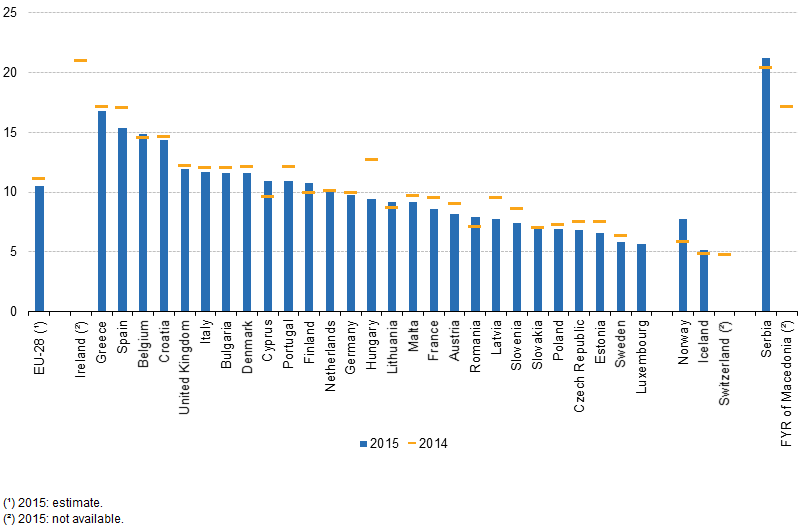 25
20
15
10
5
0
EU-28 (¹)
Ireland (²)
Greece
Spain
Belgium
Croatia
United Kingdom
Italy
Bulgaria
Denmark
Cyprus
Portugal
Finland
Netherlands
Germany
Hungary
Lithuania
Malta
France
Austria
Romania
Latvia
Slovenia
Slovakia
Poland
Czech Republic
Estonia
Sweden
Luxembourg
Norway
Iceland
Switzerland (²)
Serbia
FYR of Macedonia (²)
2015 2014
(¹) 2015: estimate.
(²) 2015: not available.